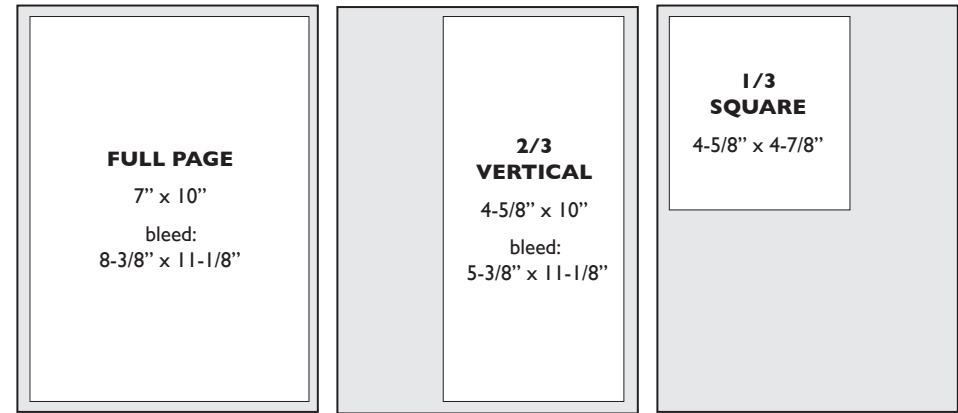 FULL PAGE
7” x 10”
bleed:
8-3/8” x 11-1/8”
2/3
VERTICAL
4-5/8” x 10”
bleed:
5-3/8” x 11-1/8”
1/3
SQUARE
4-5/8” x 4-7/8”